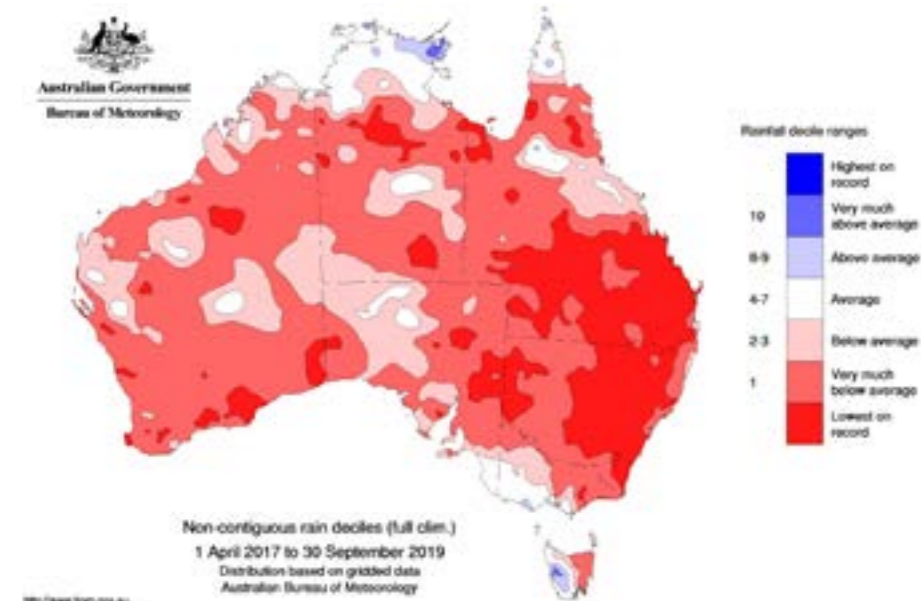 Australian Government
Bureau of Meteorology
Rainfall decile ranges
Highest on
record
10
Very much
above average
8-9
Above average
4-7
Average
2-3
Below average
1
Very much
below average
Lowest on
record
Non-contiguous rain deciles (full clim.)
1 April 2017 to 30 September 2019
Distribution based on gridded data
Australian Bureau of Meteorology